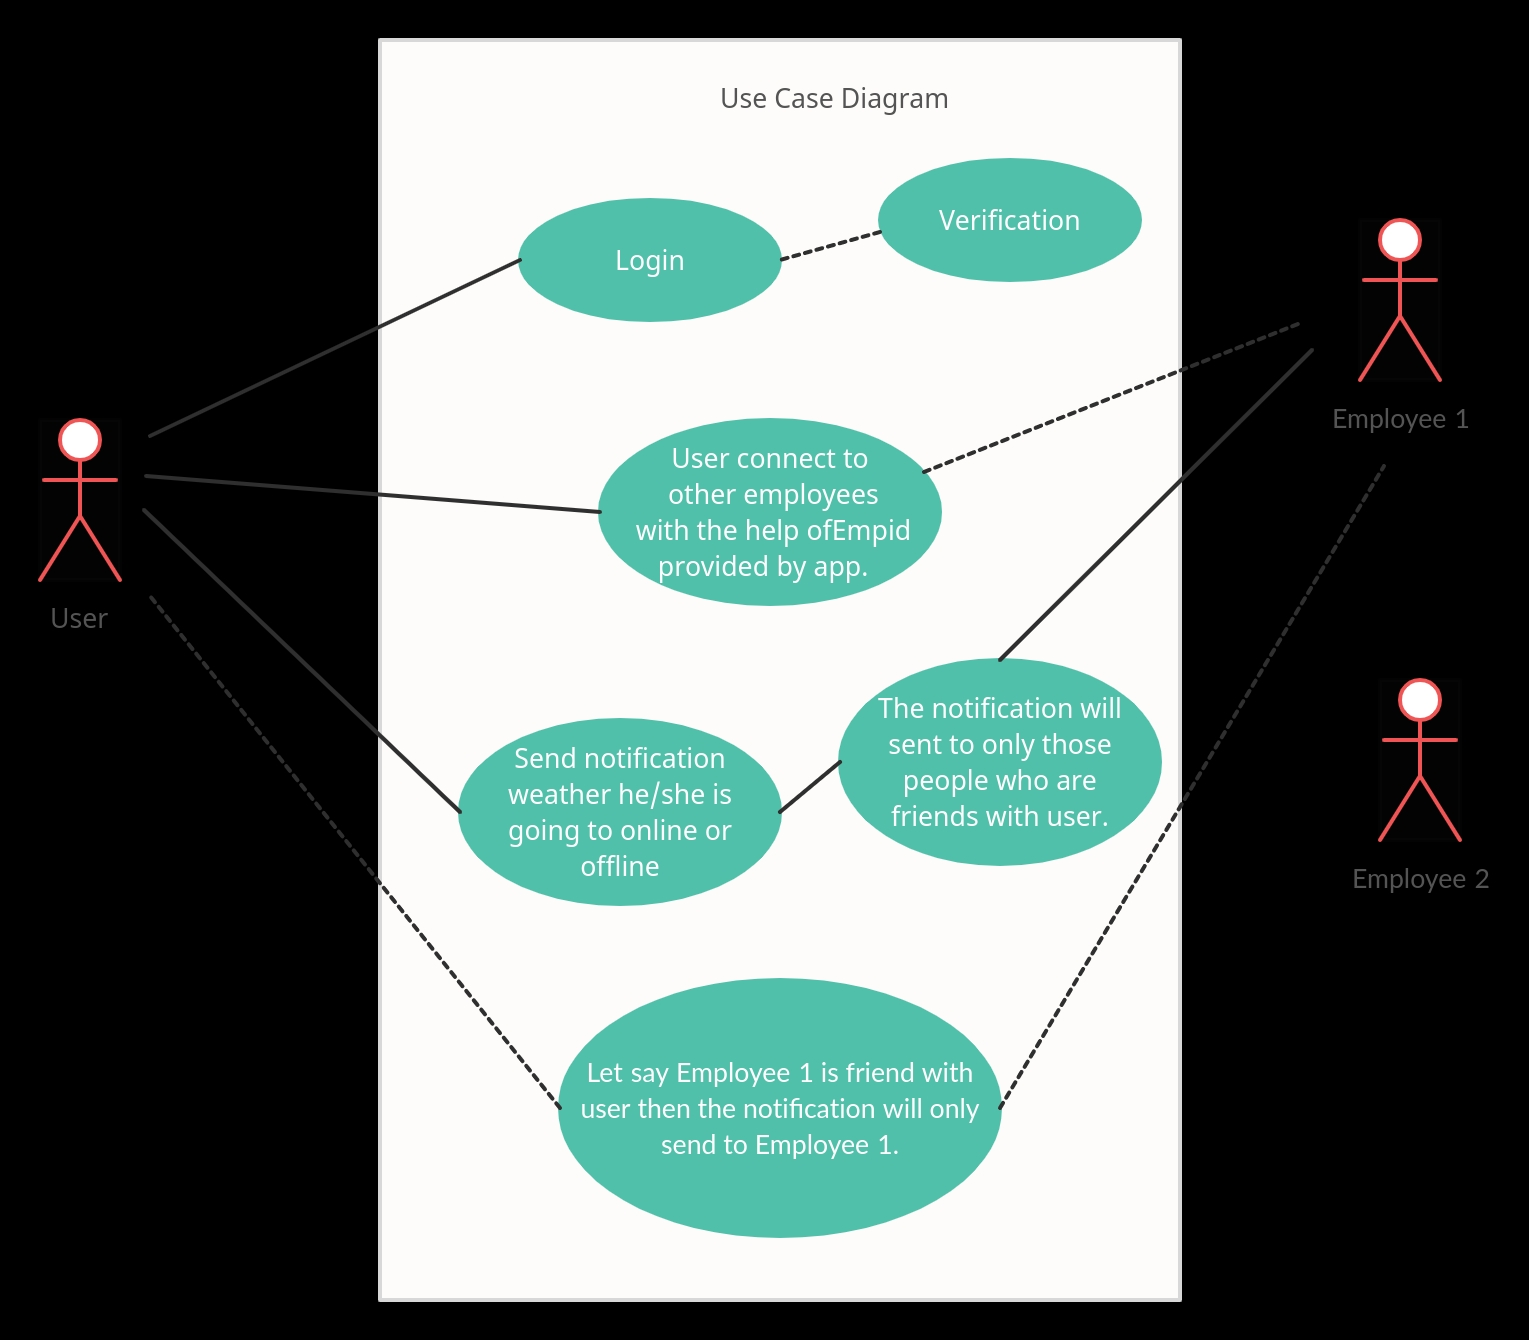 Use Case Diagram
Verification
Login
Employee 1
User connect to
other employees
with the help ofEmpid
provided by app.
User
The notification will
sent to only those
people who are
friends with user.
Send notification
weather he/she is
going to online or
offline
Employee 2
Let say Employee 1 is friend with
user then the notification will only
send to Employee 1.